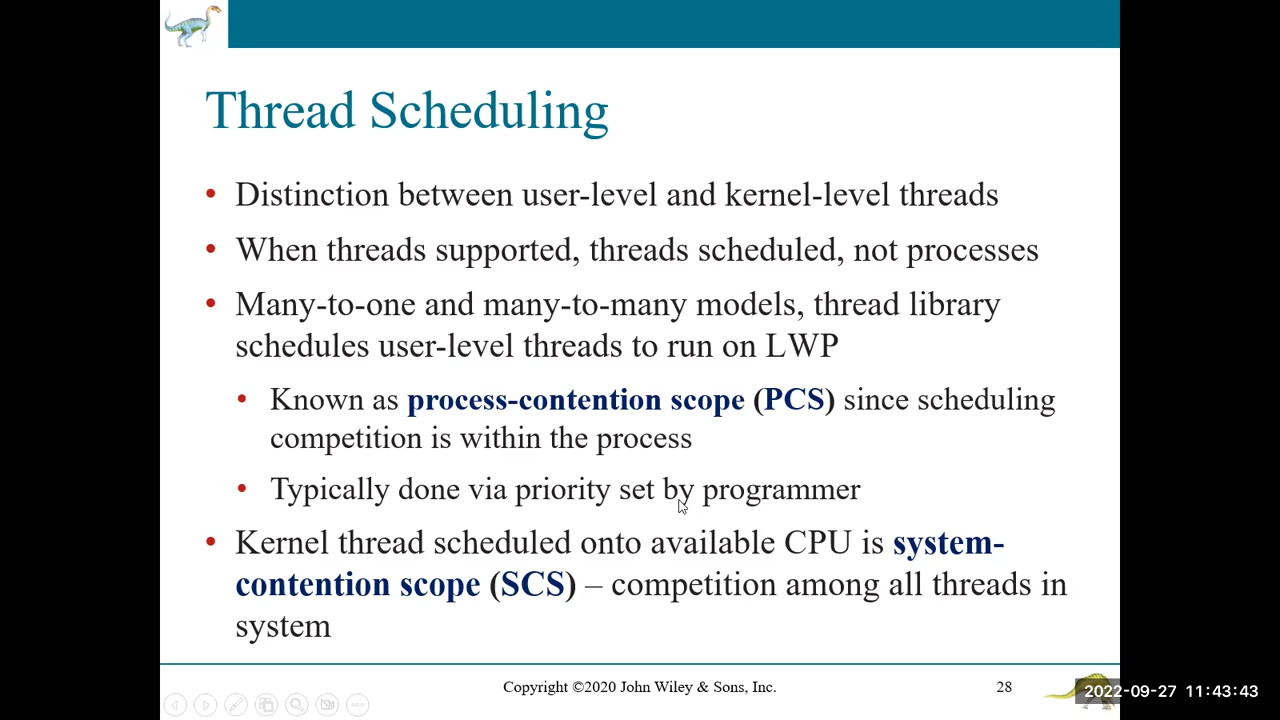 Thread Scheduling
• Distinction between user-level and kernel-level threads
• When threads supported, threads scheduled, not processes
• Many-to-one and many-to-many models, thread library
schedules user-level threads to run on LWP
• Known as process-contention scope (PCS) since scheduling
competition is within the process
• Typically done via priority set by programmer
• Kernel thread scheduled onto available CPU is system-
contention scope (SCS) – competition among all threads in
system
Copyright ©2020 John Wiley & Sons, Inc.
28
2022-09-27 11:43:43